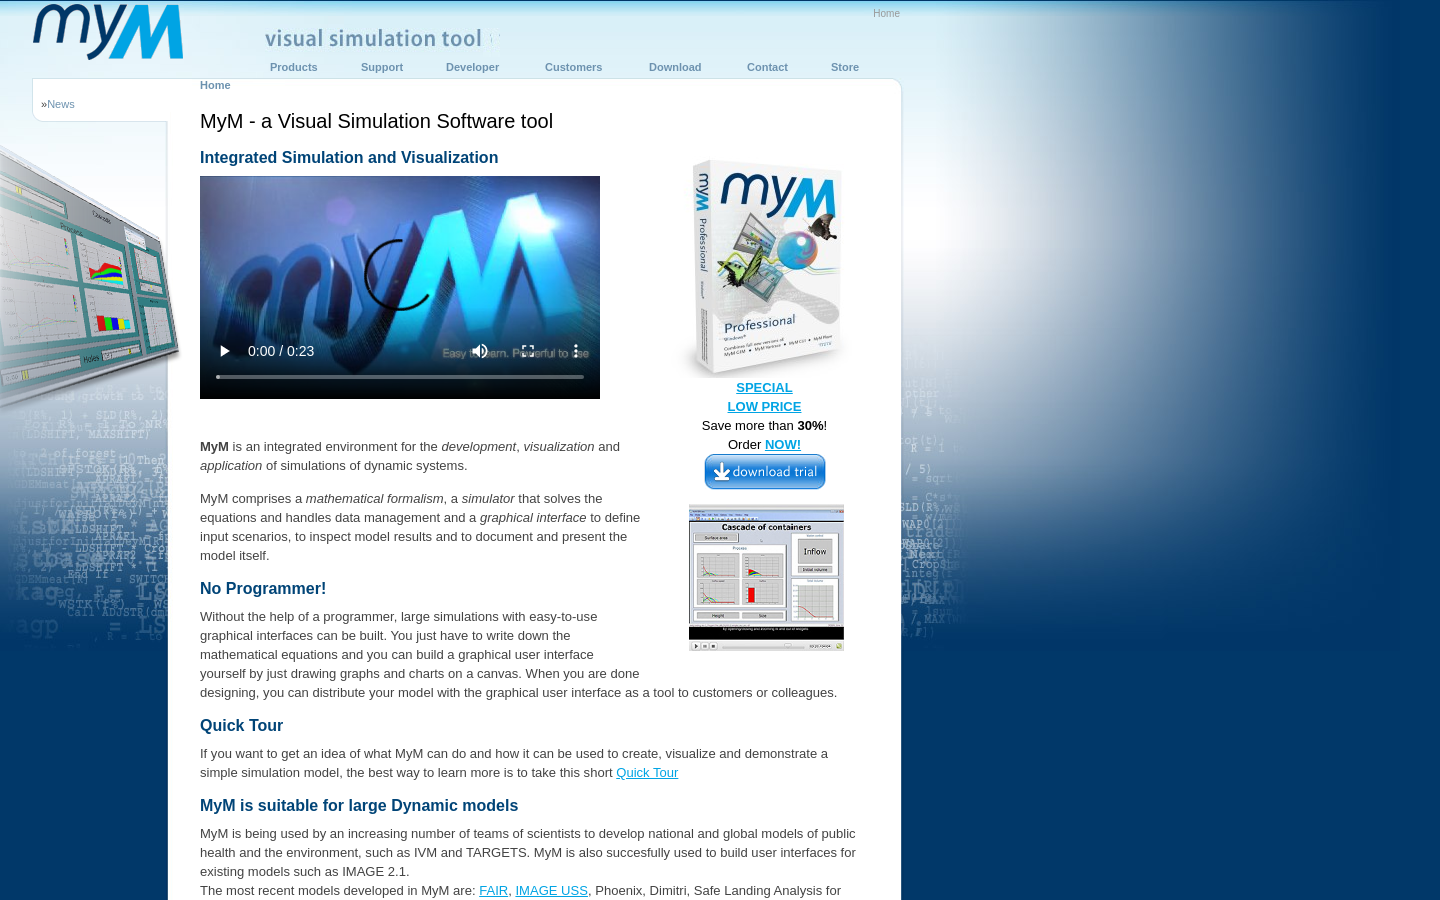 myM
Home
visual simulation tool
Products Support Developer Customers Download Contact Store
Home
»News
MyM - a Visual Simulation Software tool
Integrated Simulation and Visualization
myM
0:00 / 0:23
Easy to learn. Powerful to use
myM
Professional
myM
Professional
Windows®
SPECIAL
LOW PRICE
Save more than 30%!
Order NOW!
download trial
Cascade of containers
Surface area
Process
Inflow
Initial volume
Height
MyM is an integrated environment for the development, visualization and
application of simulations of dynamic systems.
MyM comprises a mathematical formalism, a simulator that solves the
equations and handles data management and a graphical interface to define
input scenarios, to inspect model results and to document and present the
model itself.
No Programmer!
Without the help of a programmer, large simulations with easy-to-use
graphical interfaces can be built. You just have to write down the
mathematical equations and you can build a graphical user interface
yourself by just drawing graphs and charts on a canvas. When you are done
designing, you can distribute your model with the graphical user interface as a tool to customers or colleagues.
Quick Tour
If you want to get an idea of what MyM can do and how it can be used to create, visualize and demonstrate a
simple simulation model, the best way to learn more is to take this short Quick Tour
MyM is suitable for large Dynamic models
MyM is being used by an increasing number of teams of scientists to develop national and global models of public
health and the environment, such as IVM and TARGETS. MyM is also succesfully used to build user interfaces for
existing models such as IMAGE 2.1.
The most recent models developed in MyM are: FAIR, IMAGE USS, Phoenix, Dimitri, Safe Landing Analysis for